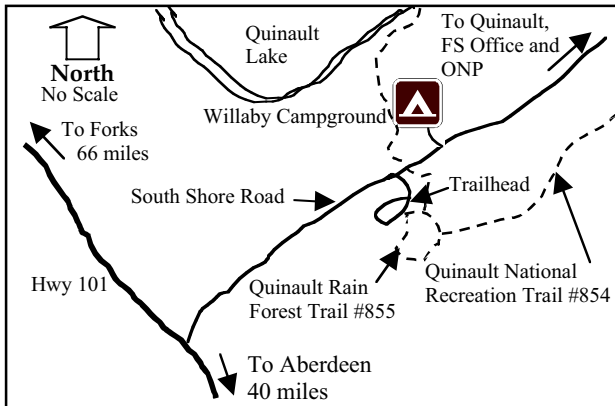 North
No Scale
Quinault
Lake
To Quinault,
FS Office and
ONP
Willaby Campground
To Forks
66 miles
South Shore Road
Trailhead
Hwy 101
Quinault Rain
Forest Trail #855
Quinault National
Recreation Trail #854
To Aberdeen
40 miles